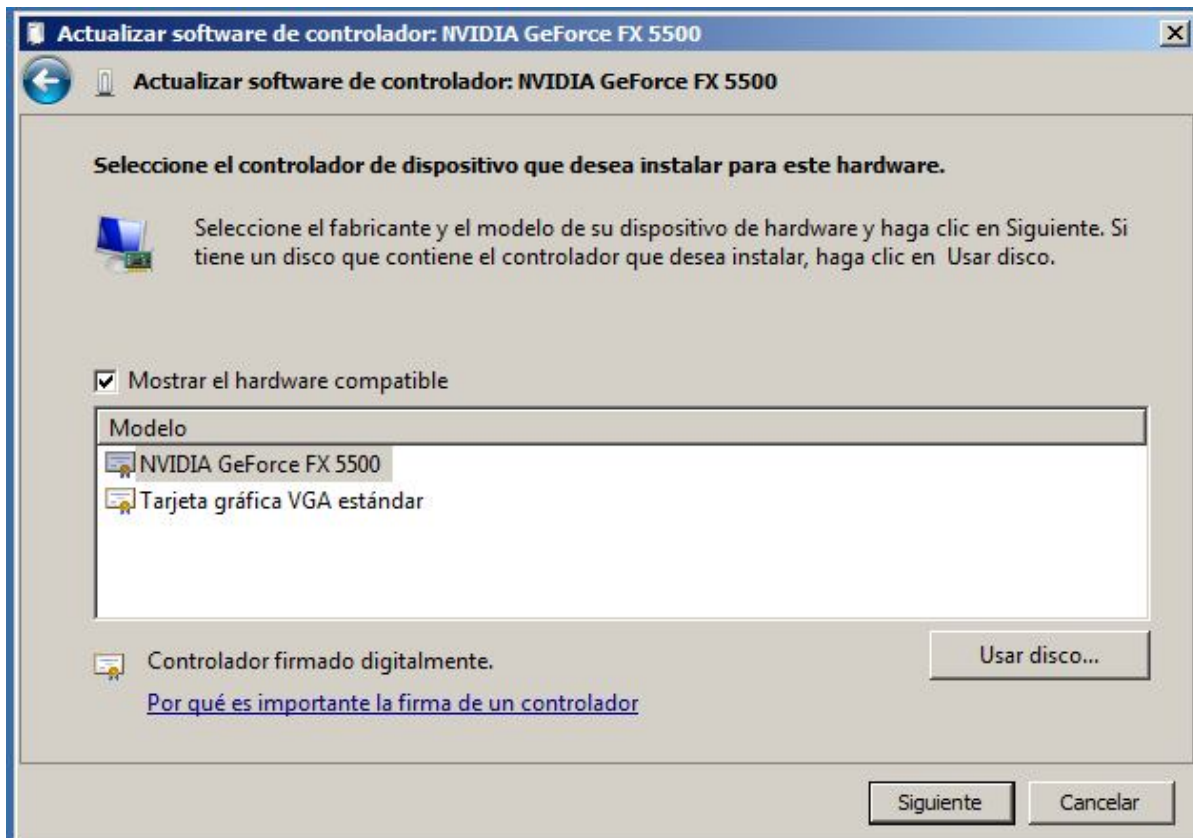 Actualizar software de controlador: NVIDIA GeForce FX 5500
Actualizar software de controlador: NVIDIA GeForce FX 5500
Seleccione el controlador de dispositivo que desea instalar para este hardware.
Seleccione el fabricante y el modelo de su dispositivo de hardware y haga clic en Siguiente. Si
tiene un disco que contiene el controlador que desea instalar, haga clic en Usar disco.
Mostrar el hardware compatible
Modelo
NVIDIA GeForce FX 5500
Tarjeta gráfica VGA estándar
Controlador firmado digitalmente.
Usar disco...
Por qué es importante la firma de un controlador
Siguiente
Cancelar